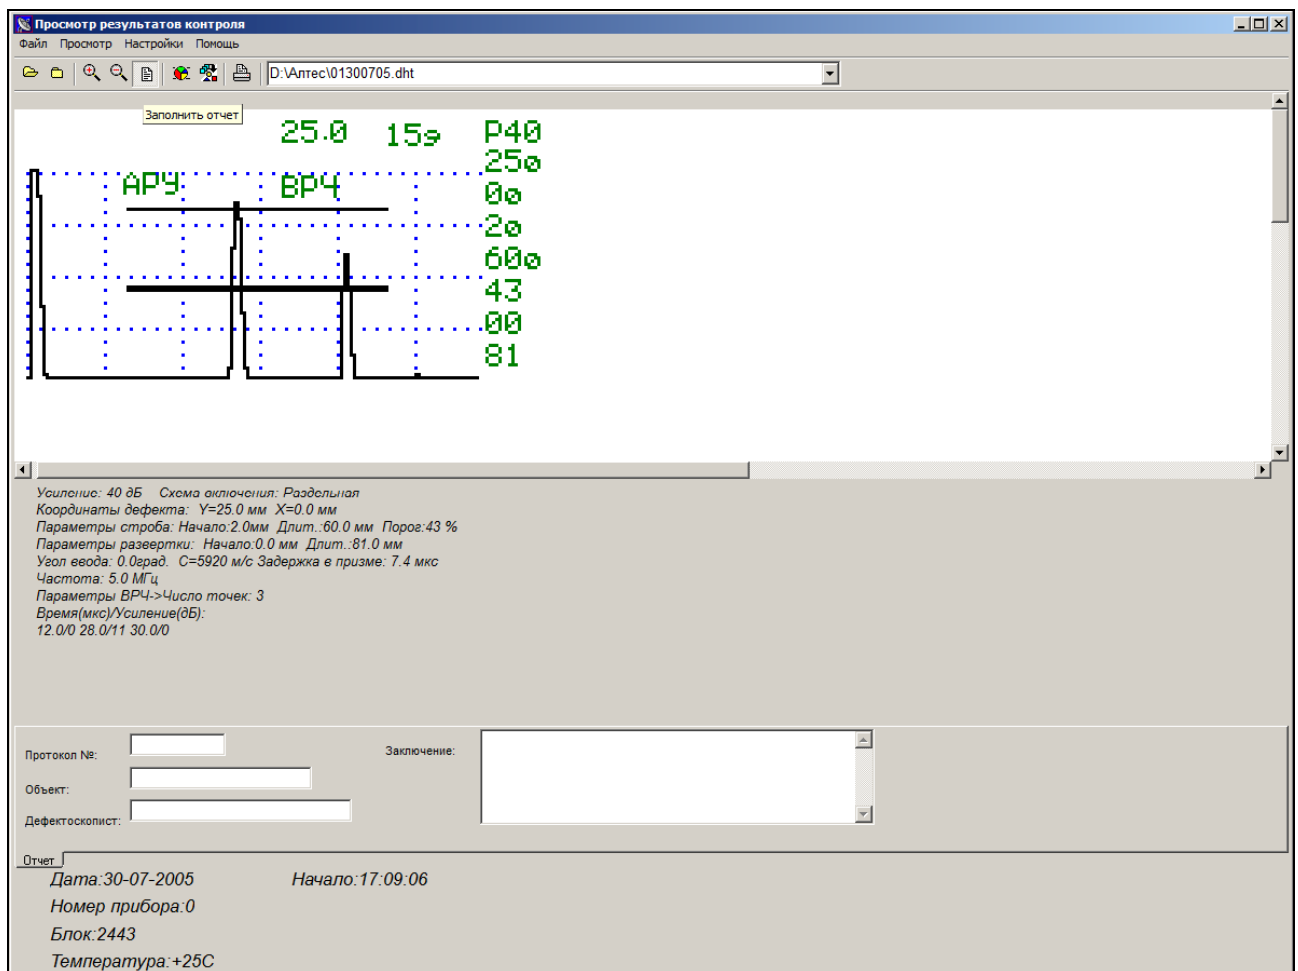 Просмотр результатов контроля
Файл Просмотр Настройки Помощь
D:\Алтес\01300705.dht
Заполнить отчет
25.0 15э P40
25ø
АРУ ВРЧ
0ø
2ø
60ø
43
00
81
Усиление: 40 дБ Схема включения: Раздельная
Координаты дефекта: Y=25.0 мм X=0.0 мм
Параметры строба: Начало:2.0мм Длит.:60.0 мм Порог:43 %
Параметры развертки: Начало:0.0 мм Длит.:81.0 мм
Угол ввода: 0.0град. C=5920 м/с Задержка в призме: 7.4 мкс
Частота: 5.0 МГц
Параметры ВРЧ->Число точек: 3
Время(мкс)/Усиление(дБ):
12.0/0 28.0/11 30.0/0
Протокол №:
Заключение:
Объект:
Дефектоскопист:
Отчет
Дата:30-07-2005 Начало:17:09:06
Номер прибора:0
Блок:2443
Температура:+25С